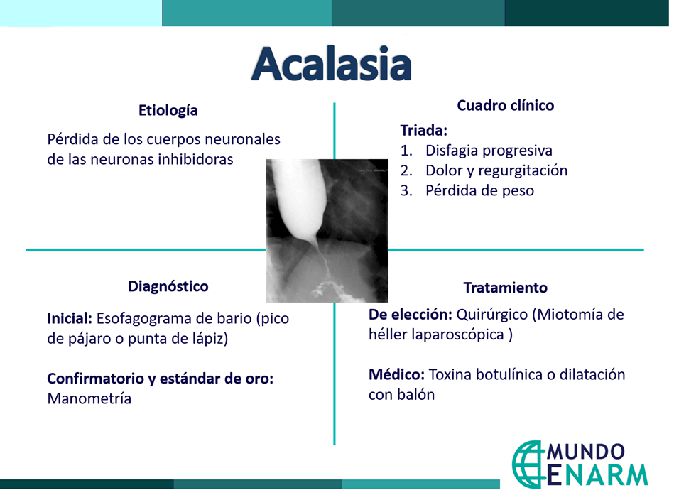 Acalasia
Etiología
Pérdida de los cuerpos neuronales
de las neuronas inhibidoras
Cuadro clínico
Triada:
1. Disfagia progresiva
2. Dolor y regurgitación
3. Pérdida de peso
Diagnóstico
Inicial: Esofagograma de bario (pico
de pájaro o punta de lápiz)
Confirmatorio y estándar de oro:
Manometría
Tratamiento
De elección: Quirúrgico (Miotomía de
héller laparoscópica )
Médico: Toxina botulínica o dilatación
con balón
MUNDO
ENARM